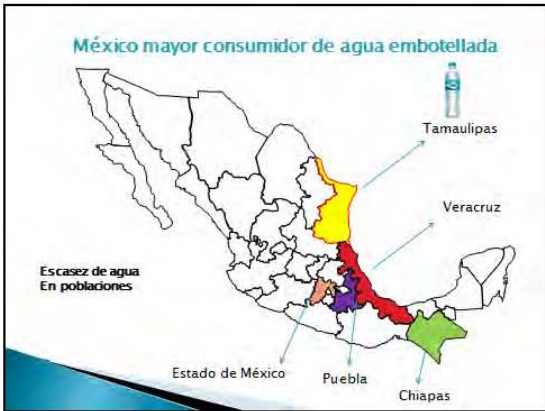 México mayor consumidor de agua embotellada
Tamaulipas
Veracruz
Escasez de agua
En poblaciones
Estado de México
Puebla
Chiapas